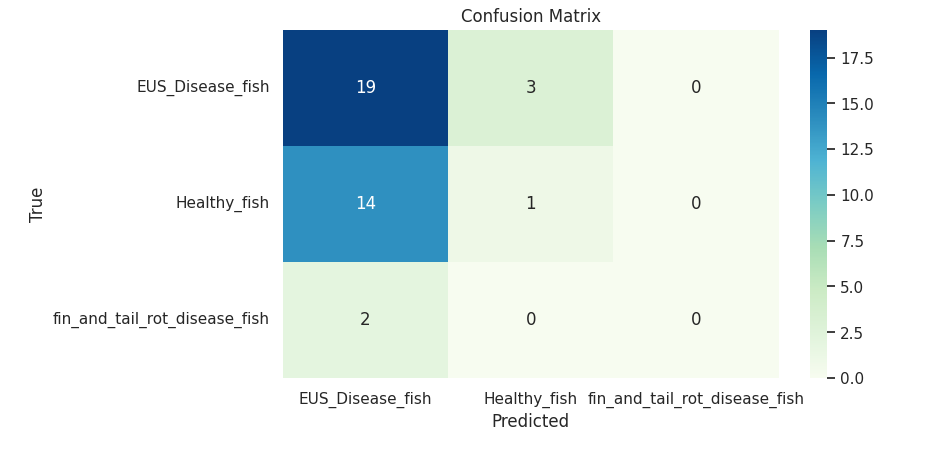 Confusion Matrix
EUS_Disease_fish
19
3
0
Healthy_fish
14
1
0
fin_and_tail_rot_disease_fish
2
0
0
True
EUS_Disease_fish
Healthy_fish
fin_and_tail_rot_disease_fish
Predicted
17.5
15.0
12.5
10.0
7.5
5.0
2.5
0.0